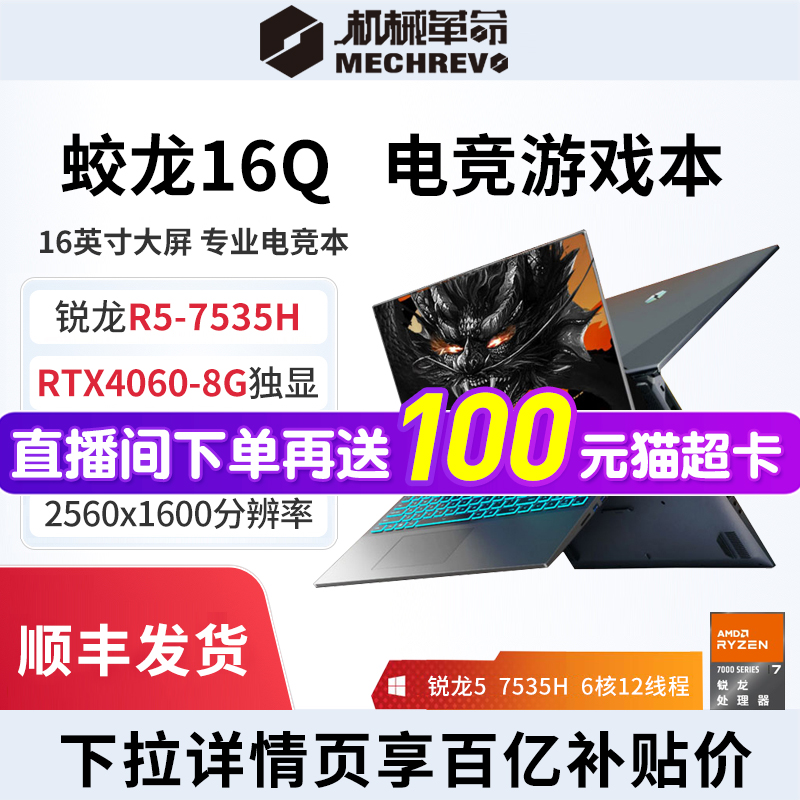 机械革命
MECHREVO
蛟龙16Q 电竞游戏本
16英寸大屏 专业电竞本
锐龙R5-7535H
RTX4060-8G独显
直播间下单再送100元猫超卡
2560x1600分辨率
顺丰发货
锐龙5 7535H 6核12线程
AMD
RYZEN
7000 SERIES 7
锐龙
处理器
下拉详情页享百亿补贴价